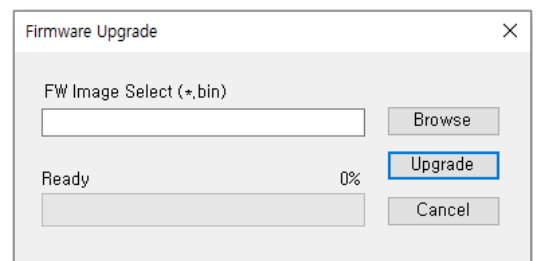 Firmware Upgrade
FW Image Select (*.bin)
Browse
Upgrade
Ready 0%
Cancel